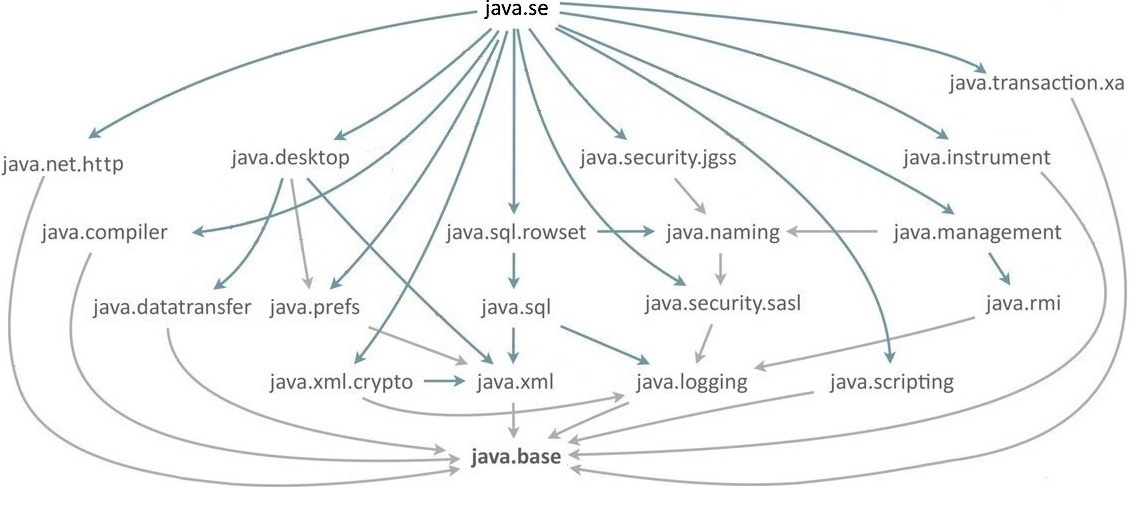 java.se
java.transaction.xa
java.net.http
java.desktop
java.security.jgss
java.instrument
java.compiler
java.sql.rowset
java.naming
java.management
java.datatransfer
java.prefs
java.sql
java.security.sasl
java.rmi
java.xml.crypto
java.xml
java.logging
java.scripting
java.base